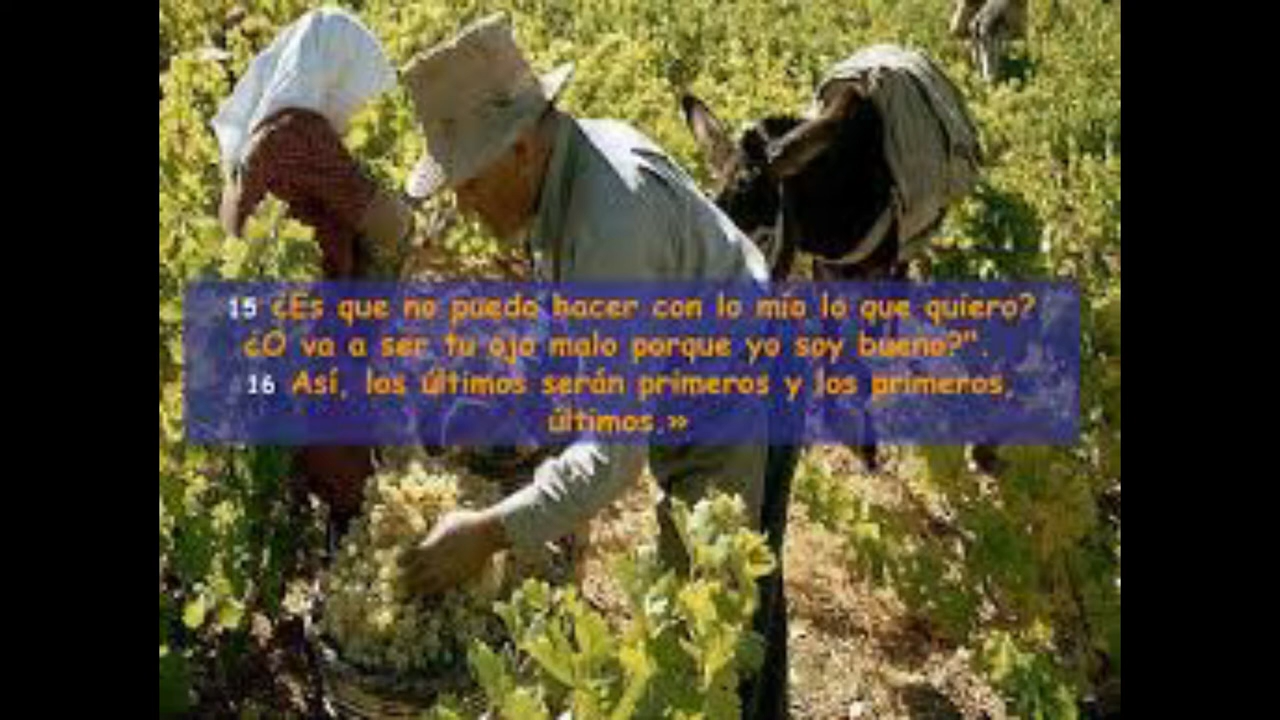 15 ¿Es que no puedo hacer con lo mío lo que quiero?
¿O va a ser tu ojo malo porque yo soy bueno?".
16 Así, los últimos serán primeros y los primeros,
últimos.»